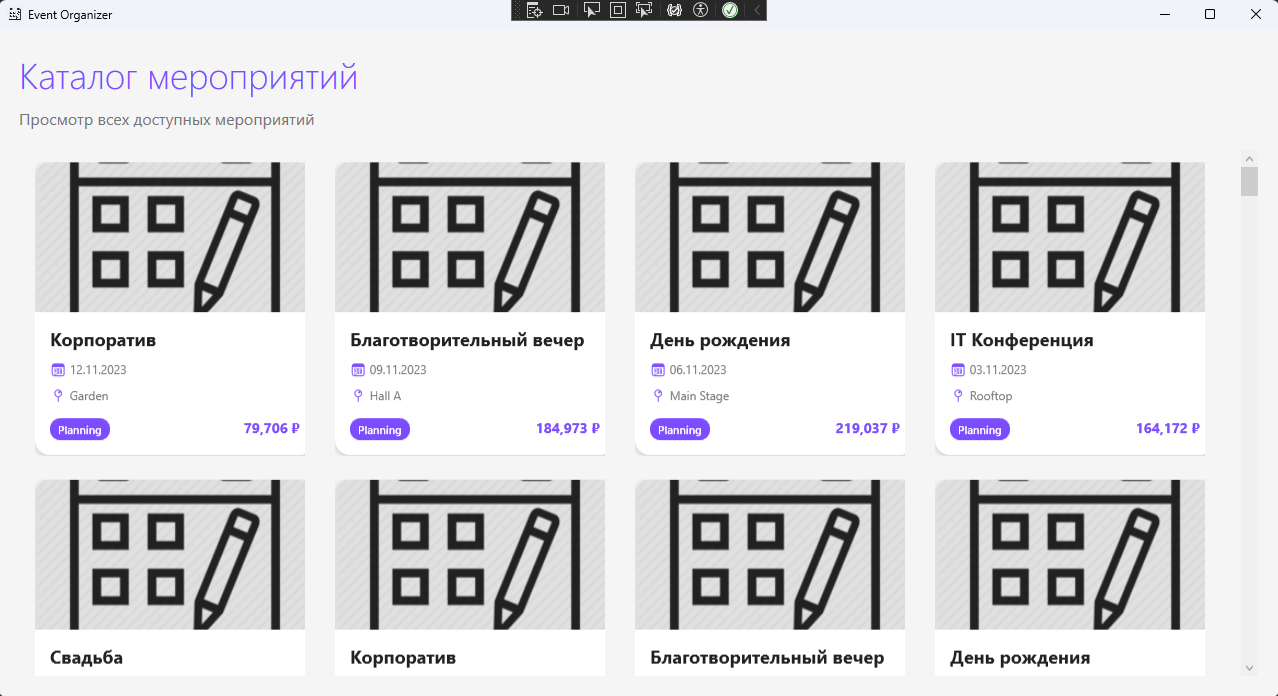 Event Organizer
Каталог мероприятий
Просмотр всех доступных мероприятий
Корпоратив
12.11.2023
Garden
Planning 79,706 ₽
Благотворительный вечер
09.11.2023
Hall A
Planning 184,973 ₽
День рождения
06.11.2023
Main Stage
Planning 219,037 ₽
IT Конференция
03.11.2023
Rooftop
Planning 164,172 ₽
Свадьба
Корпоратив
Благотворительный вечер
День рождения